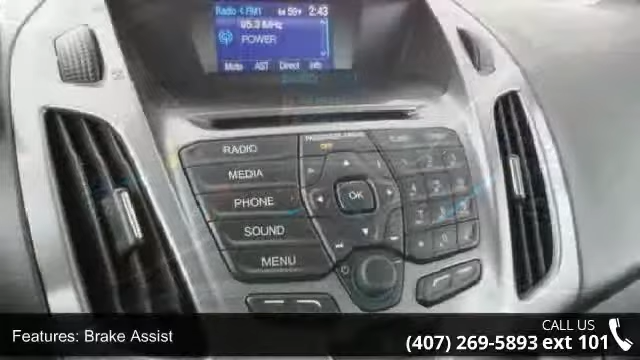 Radio 4 FM1 59° 2:43
95.3 MHz
POWER
Mute AST Direct Info
RADIO
MEDIA
PHONE
SOUND
MENU
OFF
OK
Features: Brake Assist
CALL US
(407) 269-5893 ext 101